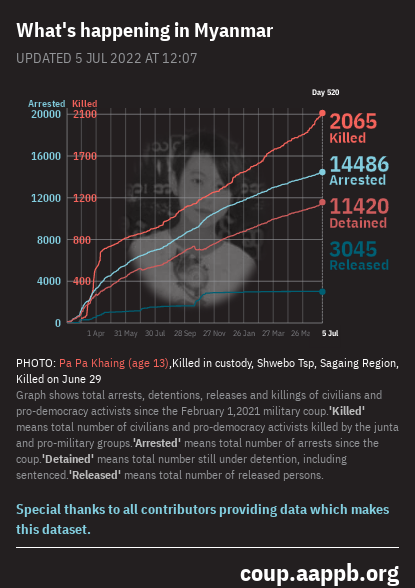 What's happening in Myanmar
UPDATED 5 JUL 2022 AT 12:07
Day 520
Arrested Killed
20000 2100
2065
Killed
16000 1700
14486
Arrested
12000 1200
11420
Detained
8000 800
3045
Released
4000 400
0
1 Apr 31 May 30 Jul 28 Sep 27 Nov 26 Jan 27 Mar 26 Ma 5 Jul
PHOTO: Pa Pa Khaing (age 13),Killed in custody, Shwebo Tsp, Sagaing Region,
Killed on June 29
Graph shows total arrests, detentions, releases and killings of civilians and
pro-democracy activists since the February 1,2021 military coup.'Killed'
means total number of civilians and pro-democracy activists killed by the junta
and pro-military groups.'Arrested' means total number of arrests since the
coup.'Detained' means total number still under detention, including
sentenced.'Released' means total number of released persons.
Special thanks to all contributors providing data which makes
this dataset.
coup.aappb.org